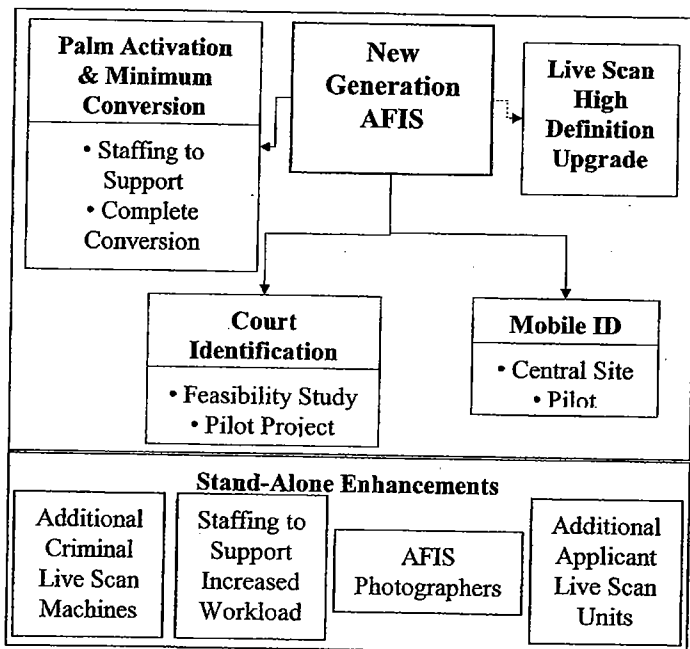 Palm Activation
& Minimum
Conversion
• Staffing to
Support
• Complete
Conversion
New
Generation
AFIS
Live Scan
High
Definition
Upgrade
Court
Identification
• Feasibility Study
• Pilot Project
Mobile ID
• Central Site
• Pilot
Stand-Alone Enhancements
Additional
Criminal
Live Scan
Machines
Staffing to
Support
Increased
Workload
AFIS
Photographers
Additional
Applicant
Live Scan
Units